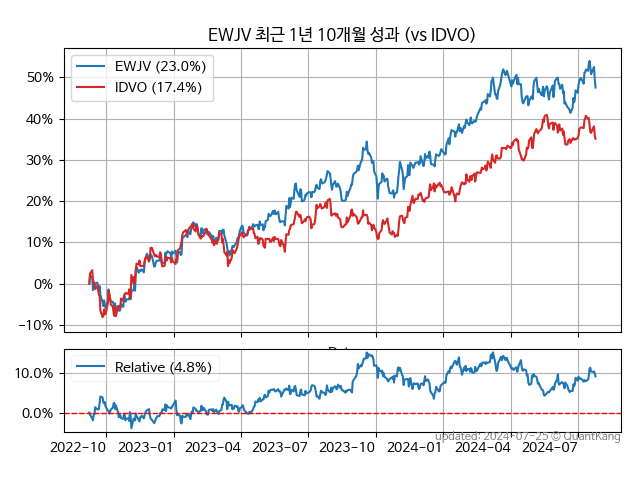 EWJV 최근 1년 10개월 성과 (vs IDVO)
EWJV (23.0%)
IDVO (17.4%)
50%
40%
30%
20%
10%
0%
−10%
Relative (4.8%)
10.0%
0.0%
2022-10 2023-01 2023-04 2023-07 2023-10 2024-01 2024-04 2024-07
updated: 2024-07-25 © QuantKang